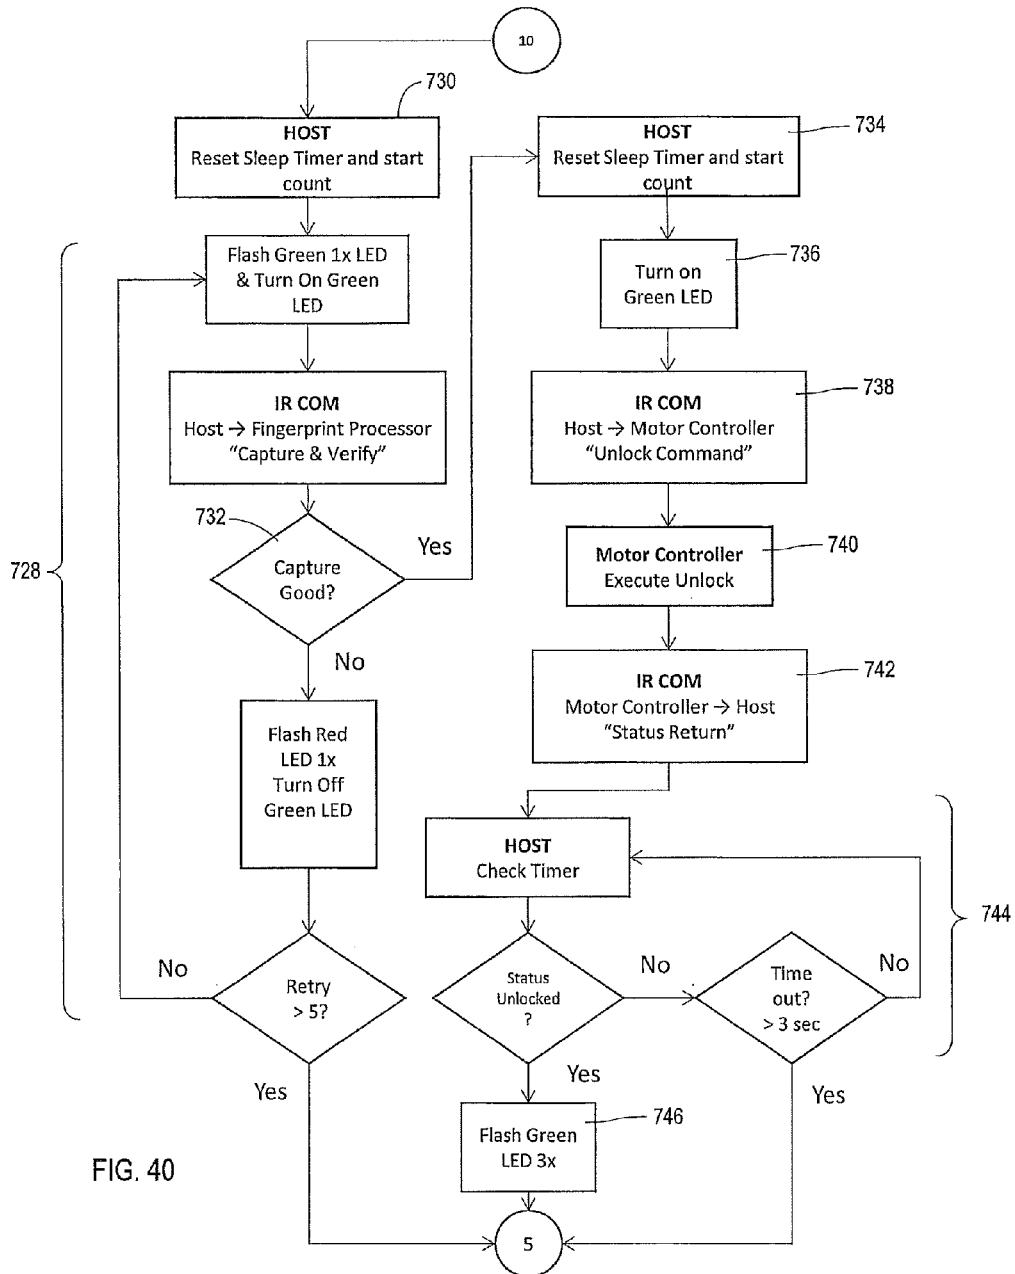 10
730
HOST
Reset Sleep Timer and start
count
734
HOST
Reset Sleep Timer and start
count
Flash Green 1x LED
& Turn On Green
LED
736
Turn on
Green LED
IR COM
Host → Fingerprint Processor
“Capture & Verify”
738
IR COM
Host → Motor Controller
“Unlock Command”
732
Capture
Good?
Yes
No
728
740
Motor Controller
Execute Unlock
742
IR COM
Motor Controller → Host
“Status Return”
Flash Red
LED 1x
Turn Off
Green LED
HOST
Check Timer
744
Retry
> 5?
No
Yes
Status
Unlocked
?
No
Yes
Time
out?
> 3 sec
No
Yes
746
Flash Green
LED 3x
5
FIG. 40